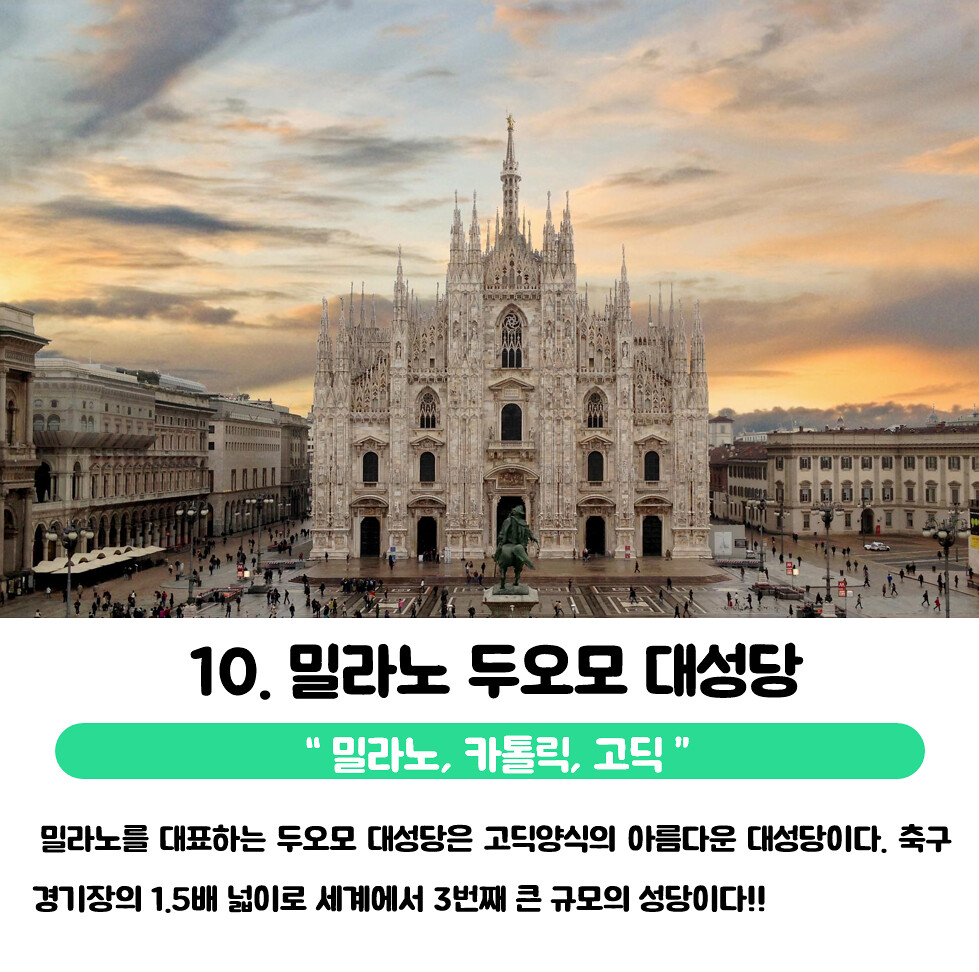 10. 밀라노 두오모 대성당
“ 밀라노, 카톨릭, 고딕 ”
밀라노를 대표하는 두오모 대성당은 고딕양식의 아름다운 대성당이다. 축구
경기장의 1.5배 넓이로 세계에서 3번째 큰 규모의 성당이다!!